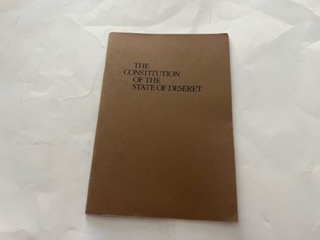 THE
CONSTITUTION
OF THE
STATE OF DESERET